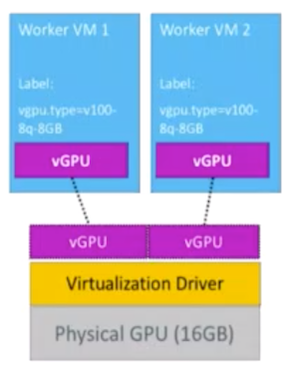 Worker VM 1
Label:
vgpu.type=v100-
8q-8GB
vGPU
Worker VM 2
Label:
vgpu.type=v100-
8q-8GB
vGPU
vGPU
vGPU
Virtualization Driver
Physical GPU (16GB)